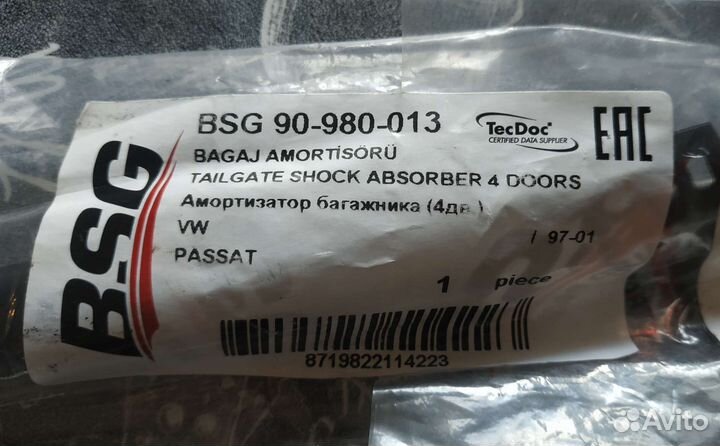 BSG
BSG 90-980-013
TecDoc
CERTIFIED DATA SUPPLIER
EAC
BAGAJ AMORTİSÖRÜ
TAILGATE SHOCK ABSORBER 4 DOORS
Амортизатор багажника (4дв.)
VW
/ 97-01
PASSAT
1 piece
8719822114223
Avito